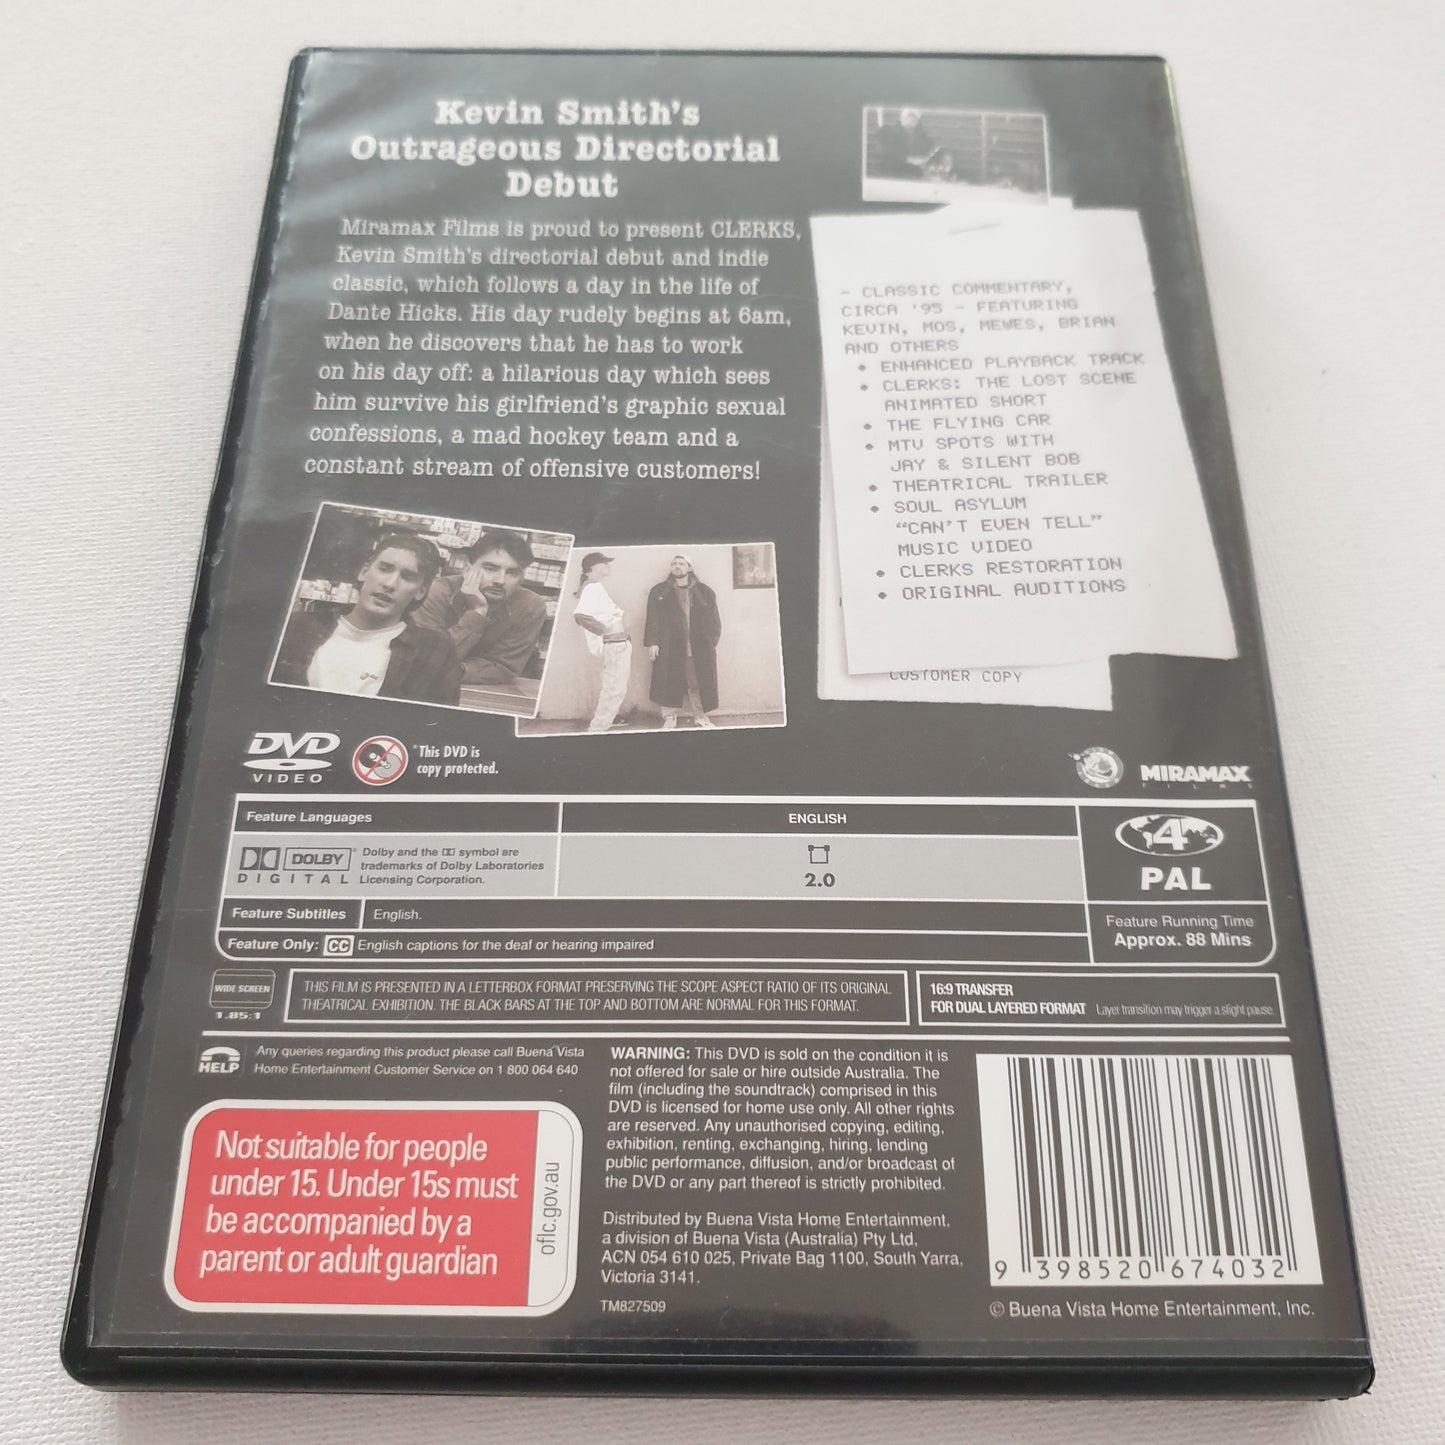 Kevin Smith's
Outrageous Directorial
Debut
Miramax Films is proud to present CLERKS,
Kevin Smith's directorial debut and indie
classic, which follows a day in the life of
Dante Hicks. His day rudely begins at 6am,
when he discovers that he has to work
on his day off: a hilarious day which sees
him survive his girlfriend's graphic sexual
confessions, a mad hockey team and a
constant stream of offensive customers!
- CLASSIC COMMENTARY,
CIRCA '95 - FEATURING
KEVIN, MOS, MEWES, BRIAN
AND OTHERS
• ENHANCED PLAYBACK TRACK
• CLERKS: THE LOST SCENE
ANIMATED SHORT
• THE FLYING CAR
• MTV SPOTS WITH
JAY & SILENT BOB
• THEATRICAL TRAILER
• SOUL ASYLUM
"CAN'T EVEN TELL"
MUSIC VIDEO
• CLERKS RESTORATION
• ORIGINAL AUDITIONS
CUSTOMER COPY
DVD
VIDEO
*This DVD is
copy protected.
MIRAMAX
FILMS
Feature Languages
ENGLISH
DOLBY
DIGITAL
Dolby and the DD symbol are
trademarks of Dolby Laboratories
Licensing Corporation.
2.0
4
PAL
Feature Subtitles
English.
Feature Only: CC English captions for the deaf or hearing impaired
Feature Running Time
Approx. 88 Mins
WIDE SCREEN
1.85:1
THIS FILM IS PRESENTED IN A LETTERBOX FORMAT PRESERVING THE SCOPE ASPECT RATIO OF ITS ORIGINAL
THEATRICAL EXHIBITION. THE BLACK BARS AT THE TOP AND BOTTOM ARE NORMAL FOR THIS FORMAT.
16:9 TRANSFER
FOR DUAL LAYERED FORMAT Layer transition may trigger a slight pause.
HELP
Any queries regarding this product please call Buena Vista
Home Entertainment Customer Service on 1 800 064 640
Not suitable for people
under 15. Under 15s must
be accompanied by a
parent or adult guardian
oflc.gov.au
WARNING: This DVD is sold on the condition it is
not offered for sale or hire outside Australia. The
film (including the soundtrack) comprised in this
DVD is licensed for home use only. All other rights
are reserved. Any unauthorised copying, editing,
exhibition, renting, exchanging, hiring, lending
public performance, diffusion, and/or broadcast of
the DVD or any part thereof is strictly prohibited.
Distributed by Buena Vista Home Entertainment,
a division of Buena Vista (Australia) Pty Ltd,
ACN 054 610 025, Private Bag 1100, South Yarra,
Victoria 3141.
TM827509
9 398520 674032
© Buena Vista Home Entertainment, Inc.